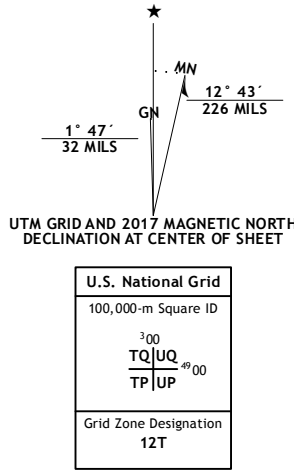 ★
MN
GN
12° 43´
226 MILS
1° 47´
32 MILS
UTM GRID AND 2017 MAGNETIC NORTH
DECLINATION AT CENTER OF SHEET
U.S. National Grid
100,000-m Square ID
300
TQ UQ
4900
TP UP
Grid Zone Designation
12T